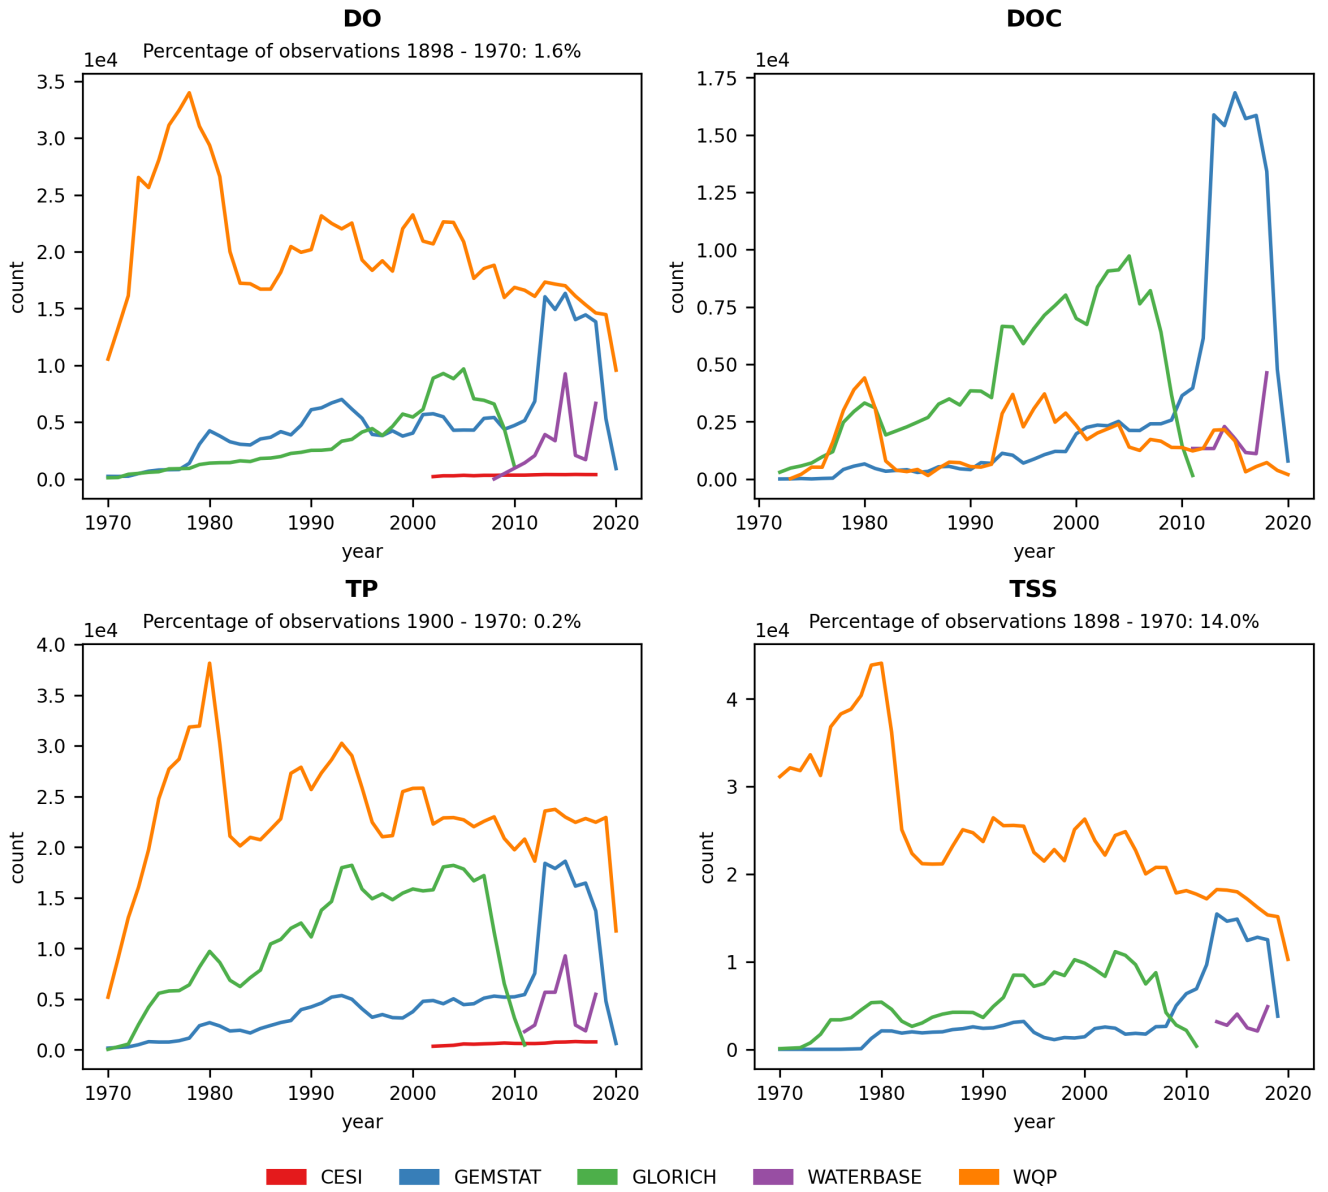 DO
Percentage of observations 1898 - 1970: 1.6%
1e4
3.5
3.0
2.5
2.0
1.5
1.0
0.5
0.0
count
1970 1980 1990 2000 2010 2020
year
DOC
1e4
17.5
15.0
12.5
1.00
0.75
0.50
0.25
0.00
count
1970 1980 1990 2000 2010 2020
year
TP
Percentage of observations 1900 - 1970: 0.2%
1e4
4.0
3.5
3.0
2.5
2.0
1.5
1.0
0.5
0.0
count
1970 1980 1990 2000 2010 2020
year
TSS
Percentage of observations 1898 - 1970: 14.0%
1e4
4
3
2
1
0
count
1970 1980 1990 2000 2010 2020
year
CESI GEMSTAT GLORICH WATERBASE WQP